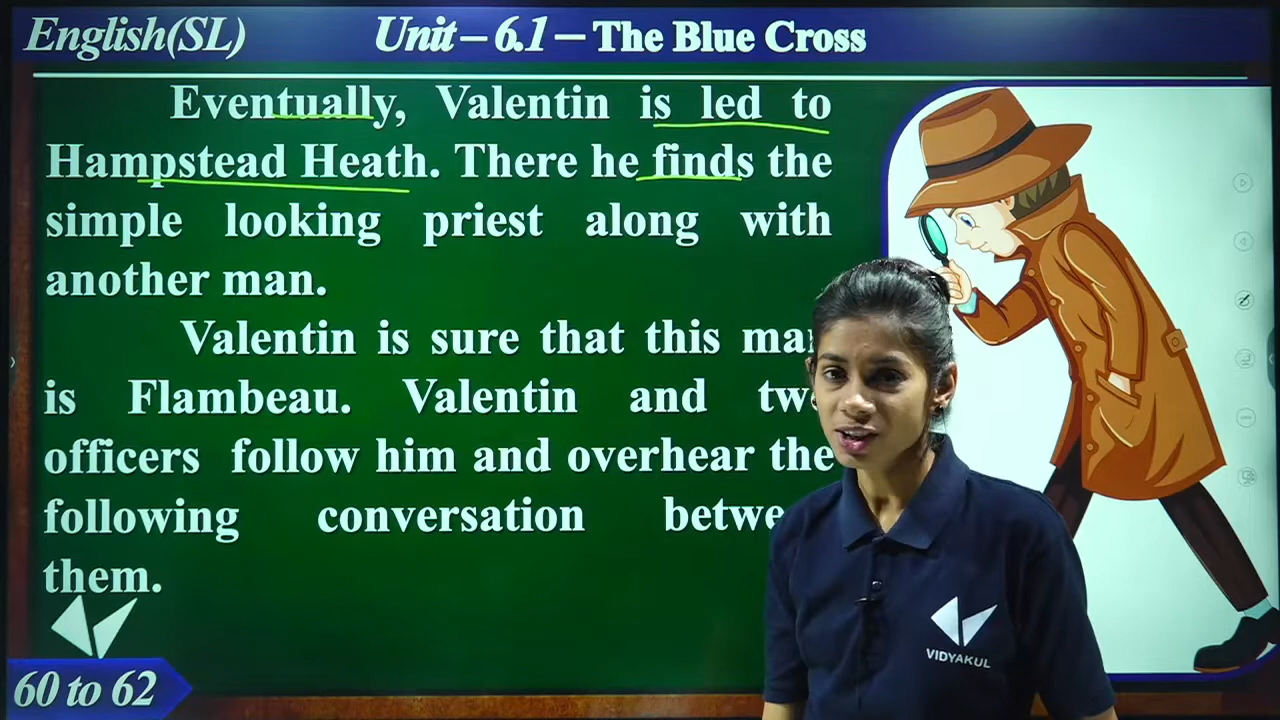 English(SL)
Unit – 6.1 – The Blue Cross
Eventually, Valentin is led to
Hampstead Heath. There he finds the
simple looking priest along with
another man.
Valentin is sure that this
is Flambeau. Valentin and
officers follow him and overhear the
following conversation
them.
VIDYAKUL
60 to 62